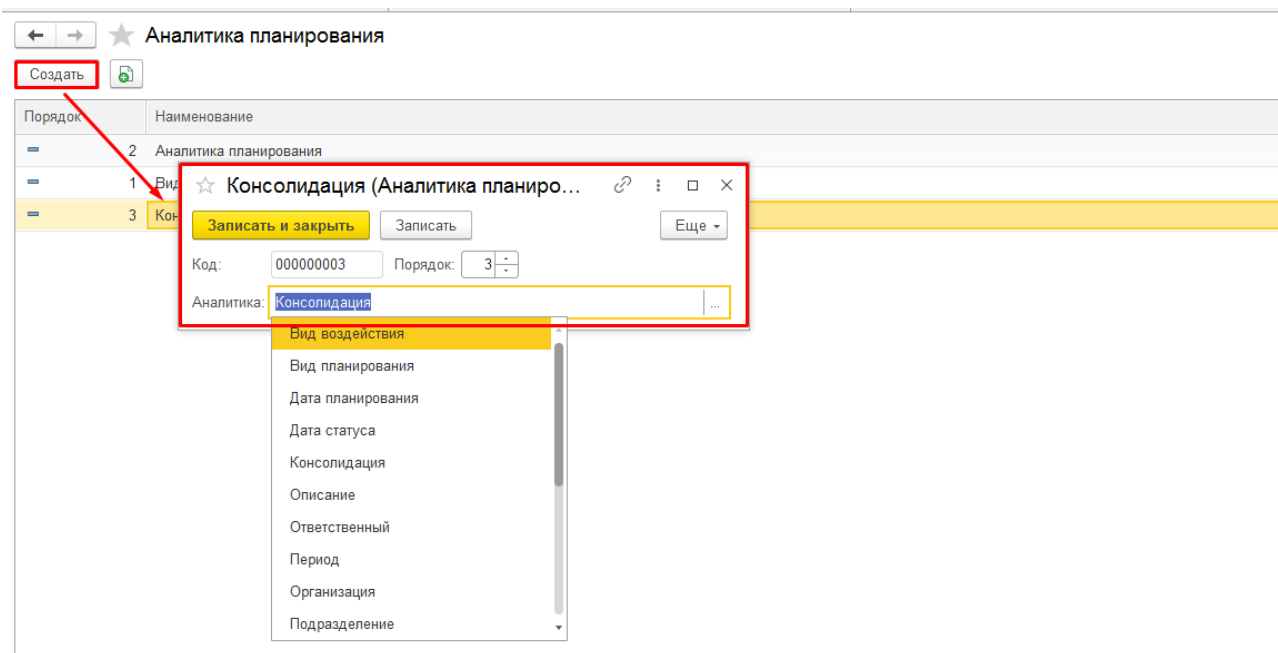 Аналитика планирования
Создать
Порядок Наименование
2 Аналитика планирования
1 Вид
3 Кон
Консолидация (Аналитика планиро...
Записать и закрыть Записать Еще
Код: 000000003 Порядок: 3
Аналитика: Консолидация ...
Вид воздействия
Вид планирования
Дата планирования
Дата статуса
Консолидация
Описание
Ответственный
Период
Организация
Подразделение